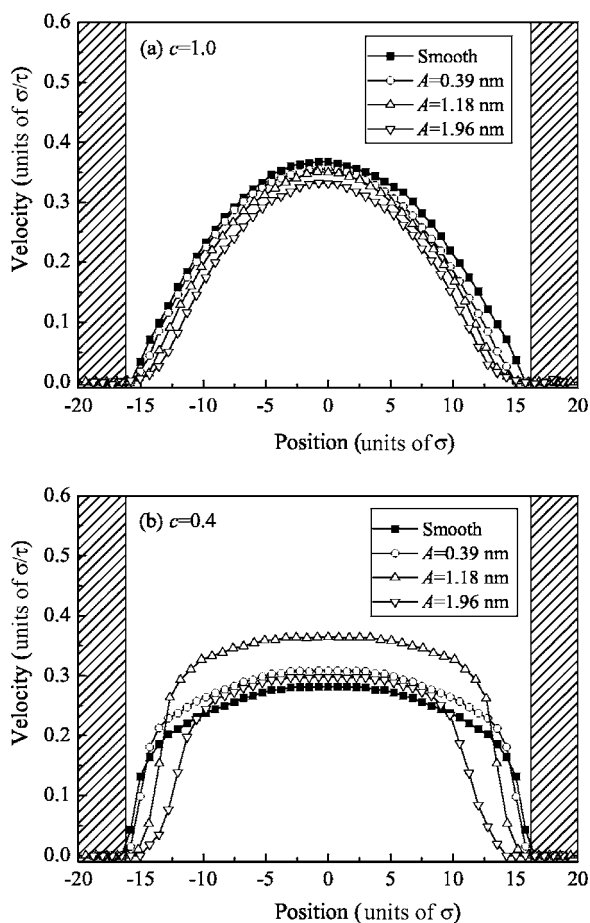 (a) c=1.0
Smooth
A=0.39 nm
A=1.18 nm
A=1.96 nm
Velocity (units of σ/τ)
0.6
0.5
0.4
0.3
0.2
0.1
0.0
-20 -15 -10 -5 0 5 10 15 20
Position (units of σ)
(b) c=0.4
Smooth
A=0.39 nm
A=1.18 nm
A=1.96 nm
Velocity (units of σ/τ)
0.6
0.5
0.4
0.3
0.2
0.1
0.0
-20 -15 -10 -5 0 5 10 15 20
Position (units of σ)